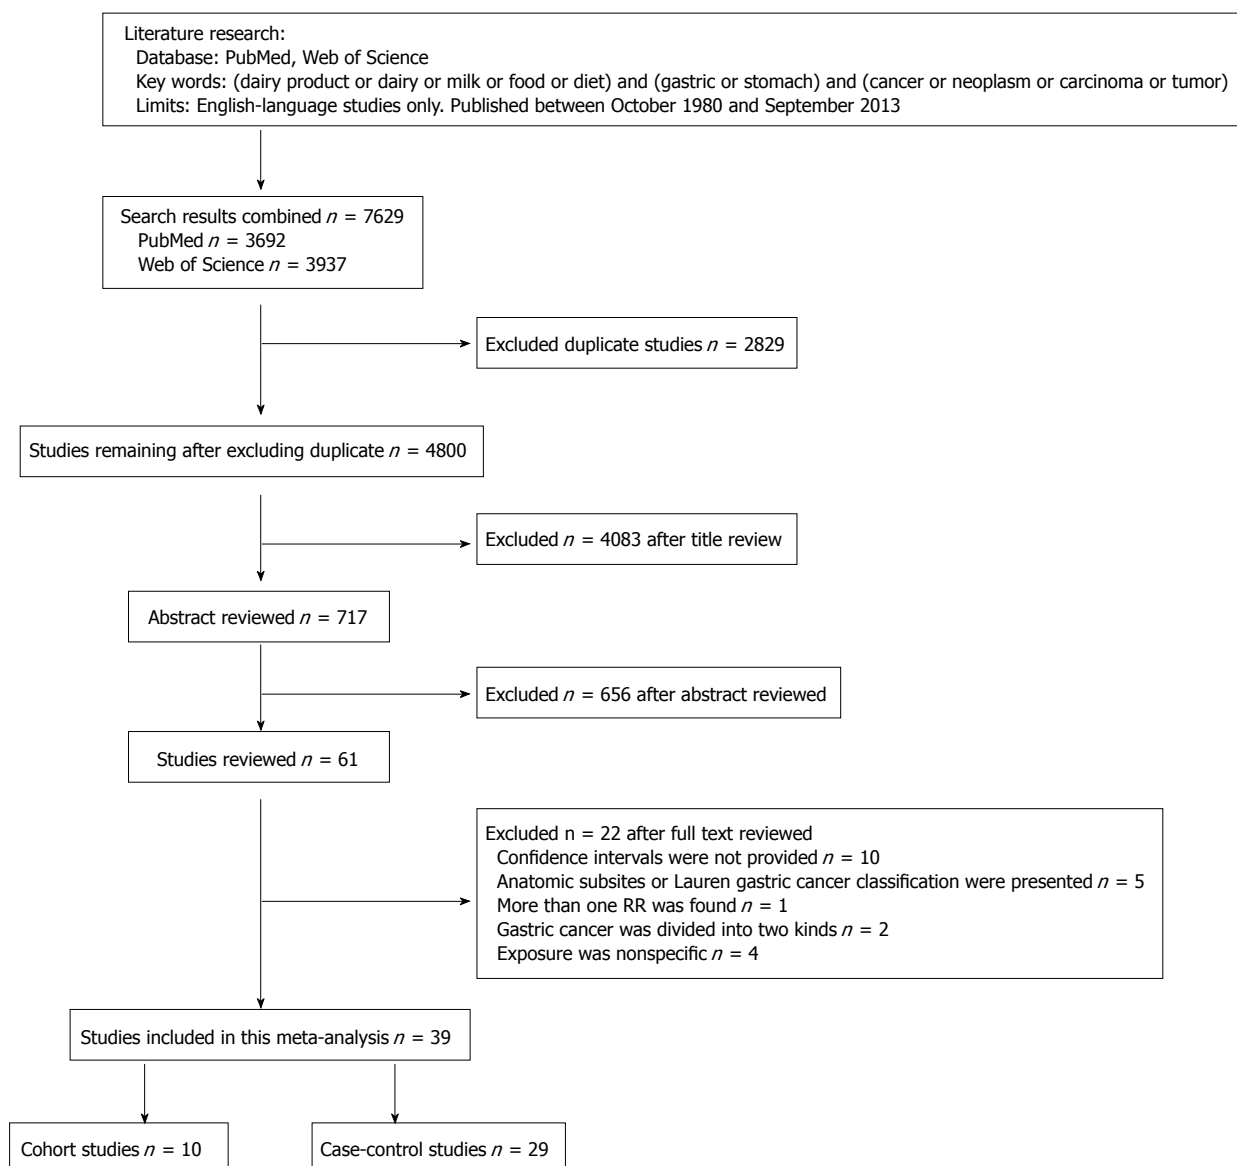 Literature research:
Database: PubMed, Web of Science
Key words: (dairy product or dairy or milk or food or diet) and (gastric or stomach) and (cancer or neoplasm or carcinoma or tumor)
Limits: English-language studies only. Published between October 1980 and September 2013
Search results combined n = 7629
PubMed n = 3692
Web of Science n = 3937
Excluded duplicate studies n = 2829
Studies remaining after excluding duplicate n = 4800
Excluded n = 4083 after title review
Abstract reviewed n = 717
Excluded n = 656 after abstract reviewed
Studies reviewed n = 61
Excluded n = 22 after full text reviewed
Confidence intervals were not provided n = 10
Anatomic subsites or Lauren gastric cancer classification were presented n = 5
More than one RR was found n = 1
Gastric cancer was divided into two kinds n = 2
Exposure was nonspecific n = 4
Studies included in this meta-analysis n = 39
Cohort studies n = 10
Case-control studies n = 29